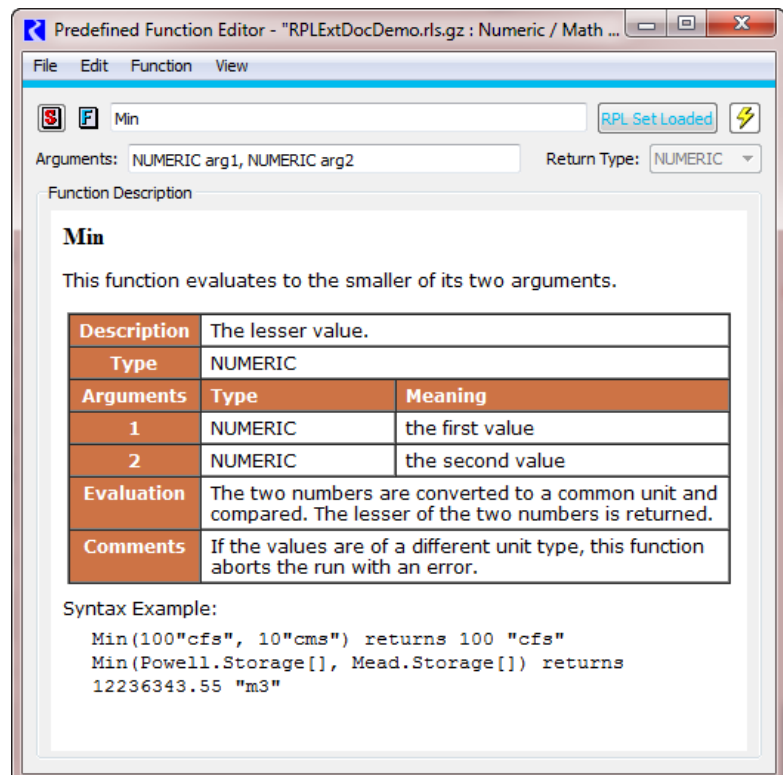 Predefined Function Editor - "RPLExtDocDemo.rls.gz : Numeric / Math ...
File Edit Function View
S F Min RPL Set Loaded
Arguments: NUMERIC arg1, NUMERIC arg2 Return Type: NUMERIC
Function Description
Min
This function evaluates to the smaller of its two arguments.
Description The lesser value.
Type NUMERIC
Arguments Type Meaning
1 NUMERIC the first value
2 NUMERIC the second value
Evaluation The two numbers are converted to a common unit and
compared. The lesser of the two numbers is returned.
Comments If the values are of a different unit type, this function
aborts the run with an error.
Syntax Example:
Min(100"cfs", 10"cms") returns 100 "cfs"
Min(Powell.Storage[], Mead.Storage[]) returns
12236343.55 "m3"